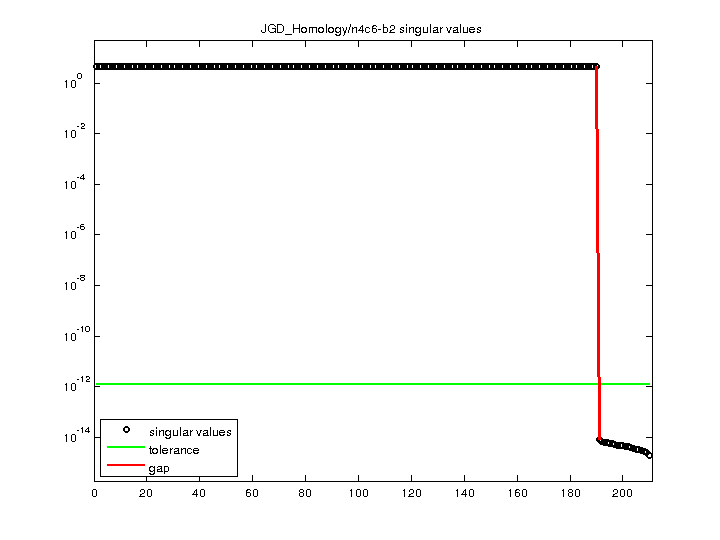 JGD_Homology/n4c6-b2 singular values
10^0
10^-2
10^-4
10^-6
10^-8
10^-10
10^-12
10^-14
singular values
tolerance
gap
0 20 40 60 80 100 120 140 160 180 200